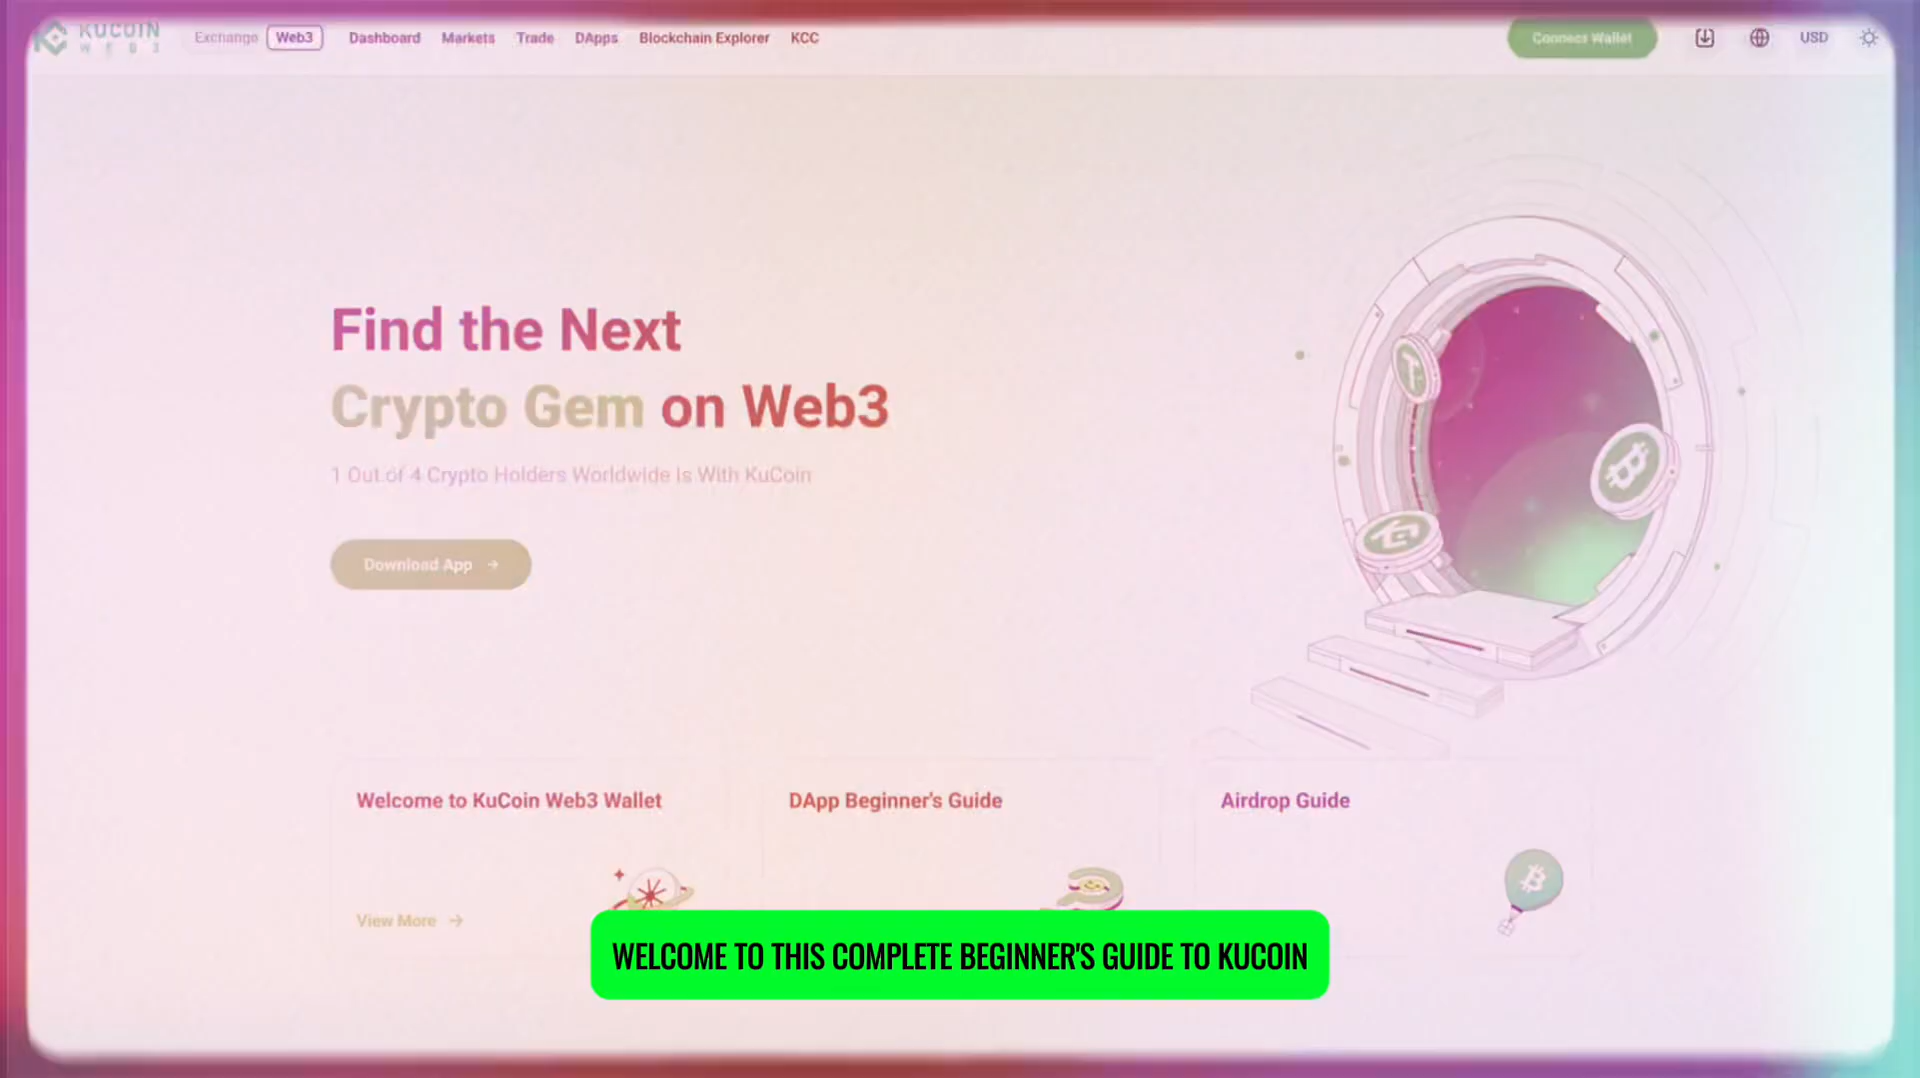 KUCOIN
WEB3
Exchange Web3 Dashboard Markets Trade DApps Blockchain Explorer KCC
Connect Wallet USD
Find the Next
Crypto Gem on Web3
1 Out of 4 Crypto Holders Worldwide Is With KuCoin
Download App →
Welcome to KuCoin Web3 Wallet
DApp Beginner's Guide
Airdrop Guide
View More →
WELCOME TO THIS COMPLETE BEGINNER'S GUIDE TO KUCOIN